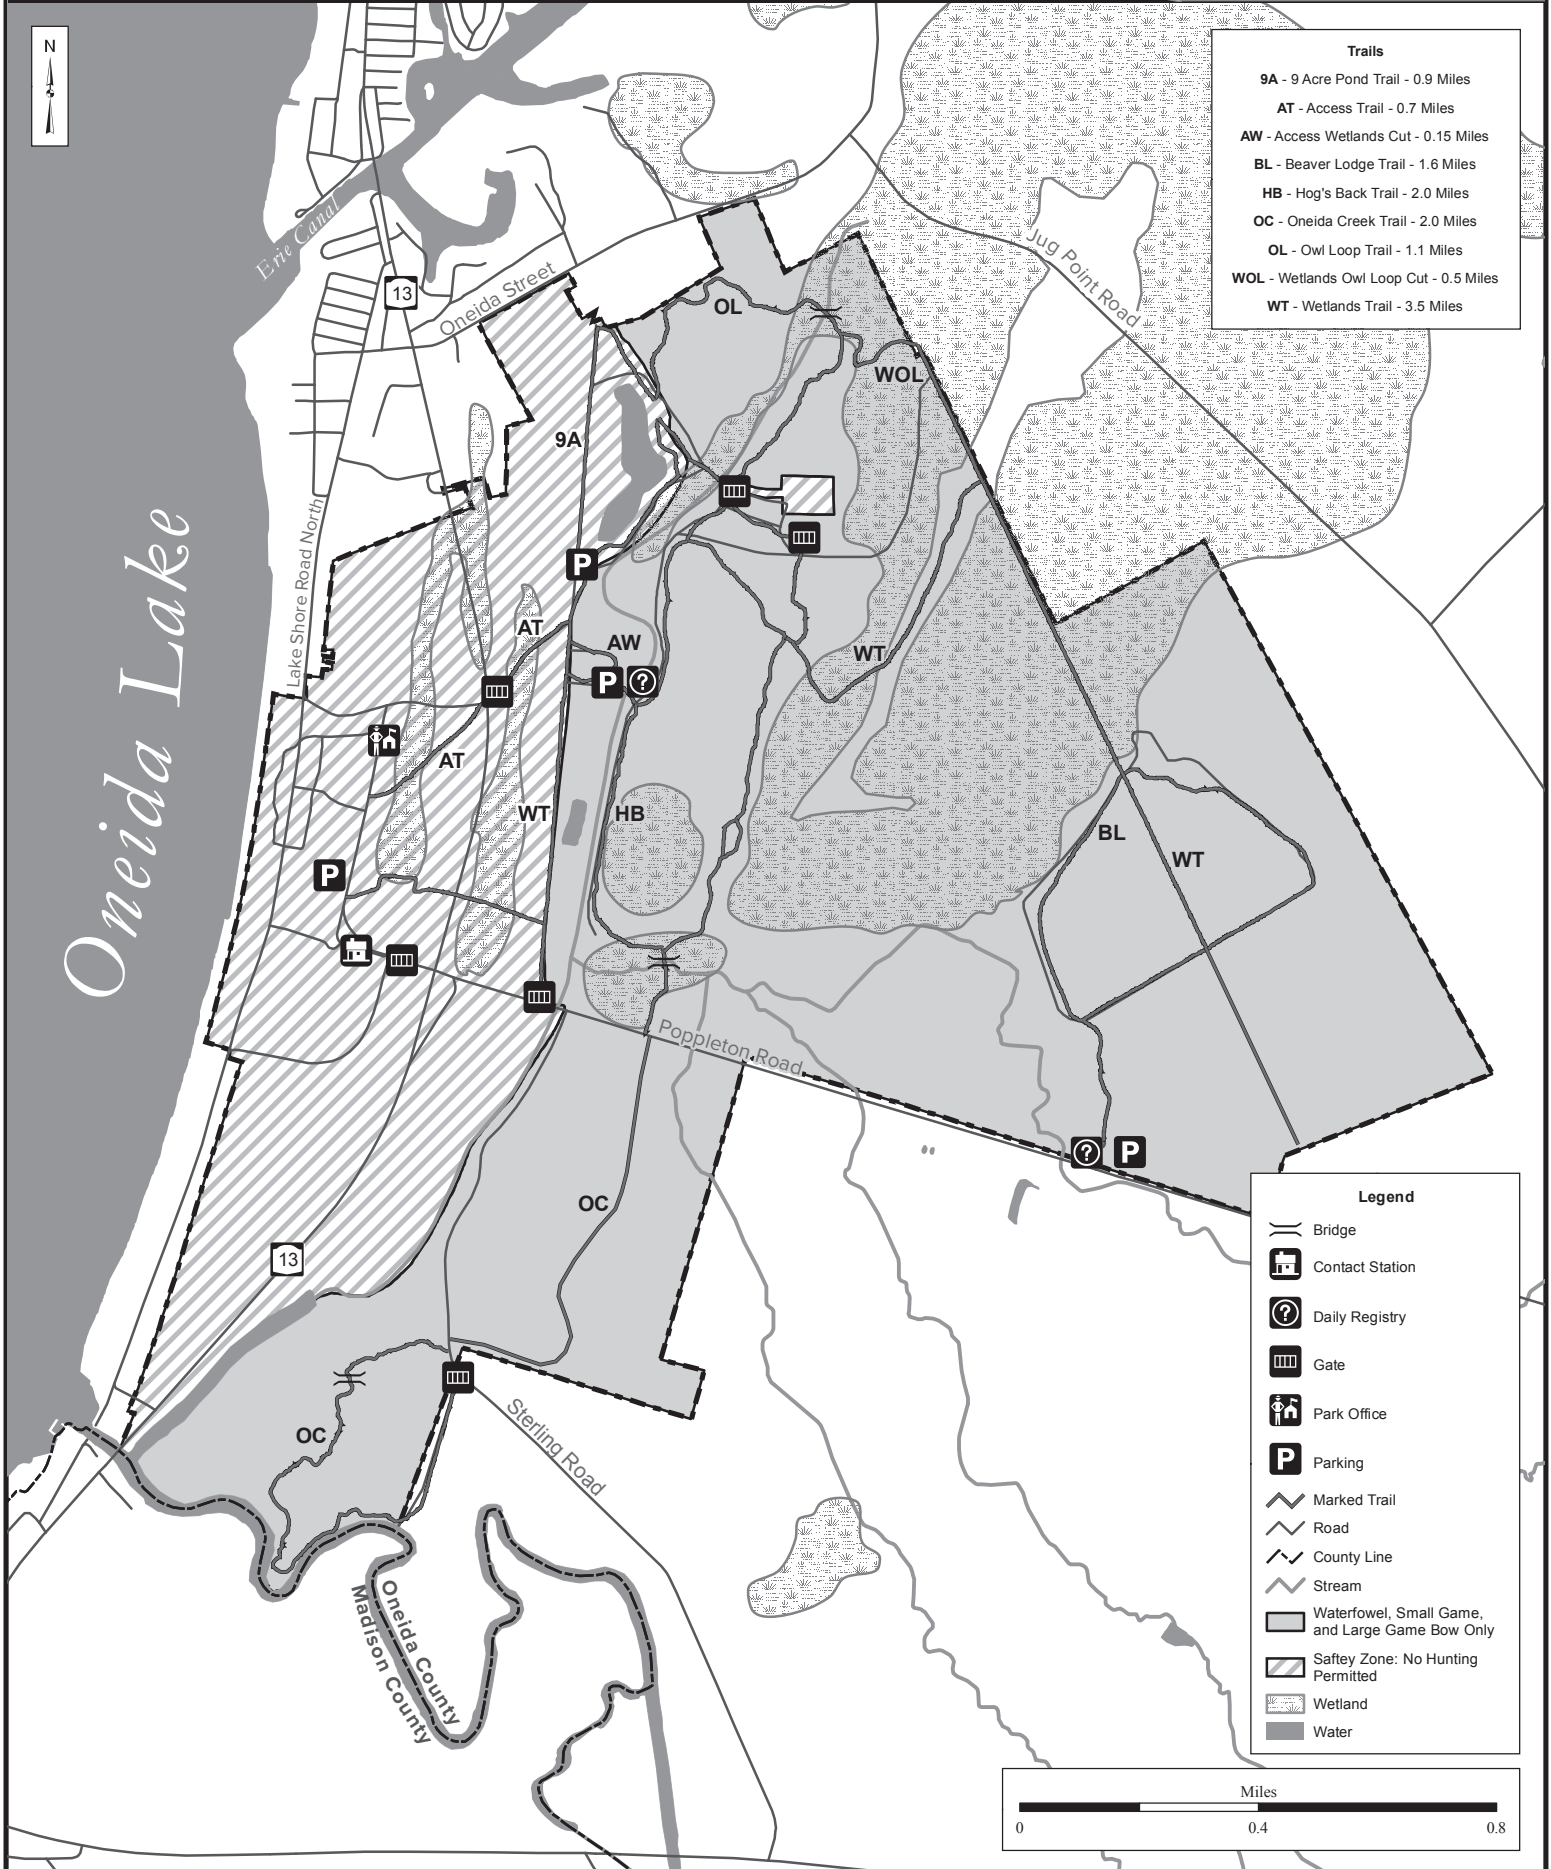 N
Trails
9A - 9 Acre Pond Trail - 0.9 Miles
AT - Access Trail - 0.7 Miles
AW - Access Wetlands Cut - 0.15 Miles
BL - Beaver Lodge Trail - 1.6 Miles
HB - Hog's Back Trail - 2.0 Miles
OC - Oneida Creek Trail - 2.0 Miles
OL - Owl Loop Trail - 1.1 Miles
WOL - Wetlands Owl Loop Cut - 0.5 Miles
WT - Wetlands Trail - 3.5 Miles
Erie Canal
Jug Point Road
13
Oneida Street
OL
WOL
9A
Lake Shore Road North
Oneida Lake
P
AT
AW
WT
P
?
AT
WT
HB
BL
WT
P
Poppleton Road
?
P
OC
13
OC
Sterling Road
Oneida County
Madison County
Legend
Bridge
Contact Station
?
Daily Registry
Gate
Park Office
P
Parking
Marked Trail
Road
County Line
Stream
Waterfowel, Small Game,
and Large Game Bow Only
Saftey Zone: No Hunting
Permitted
Wetland
Water
Miles
0
0.4
0.8